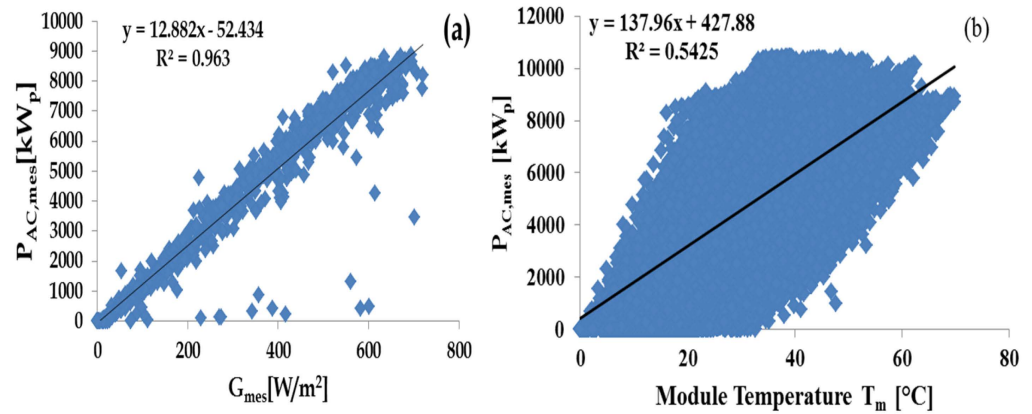 y = 12.882x - 52.434
R² = 0.963
(a)
10000
9000
8000
7000
6000
5000
4000
3000
2000
1000
0
P_AC,mes[kW_P]
0 200 400 600 800
G_mes[W/m²]
y = 137.96x + 427.88
R² = 0.5425
(b)
12000
10000
8000
6000
4000
2000
0
P_AC,mes [kW_P]
0 20 40 60 80
Module Temperature T_m [°C]